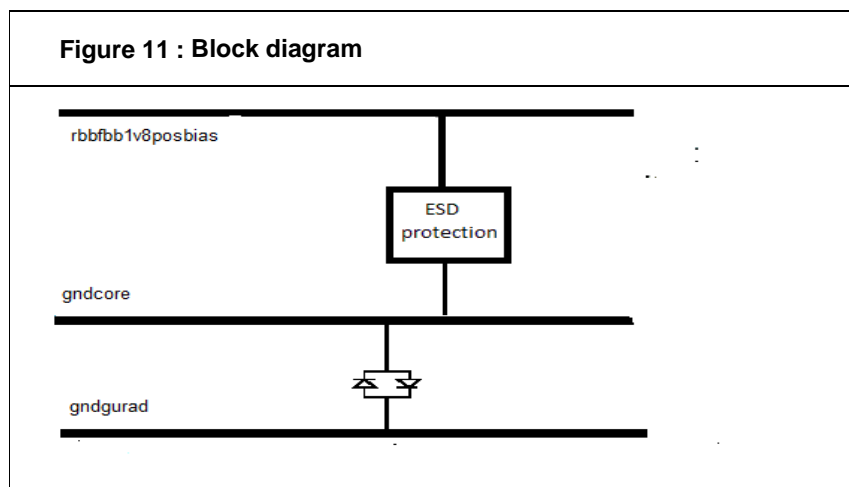 Figure 11 : Block diagram
rbbfbb1v8posbias
ESD
protection
gndcore
gndgurad